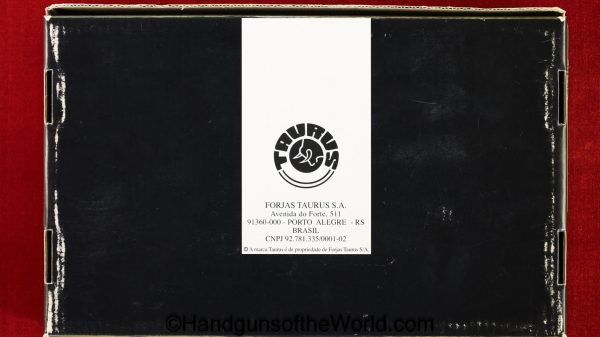 TAURUS
FORJAS TAURUS S.A.
Avenida do Forte, 511
91360-000 - PORTO ALEGRE - RS
BRASIL
CNPJ 92.781.335/0001-02
© A marca Taurus é de propriedade de Forjas Taurus S/A.
©HandgunsoftheWorld.com